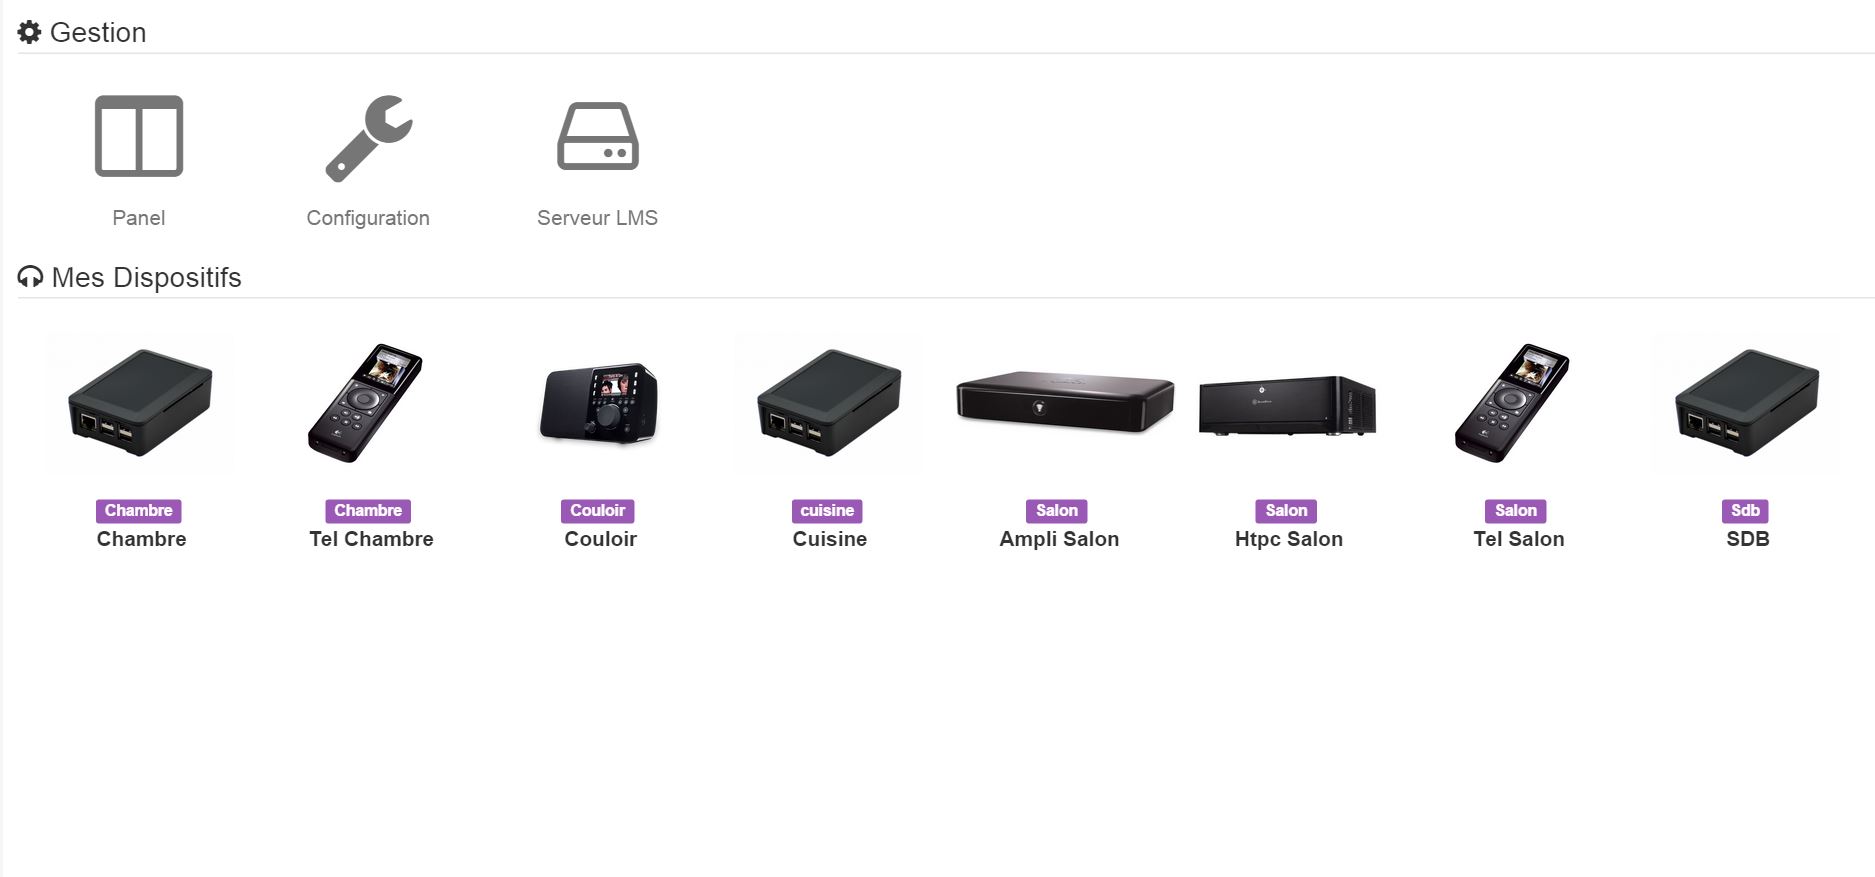 Gestion
Panel
Configuration
Serveur LMS
Mes Dispositifs
Chambre
Chambre
Chambre
Tel Chambre
Couloir
Couloir
cuisine
Cuisine
Salon
Ampli Salon
Salon
Htpc Salon
Salon
Tel Salon
Sdb
SDB